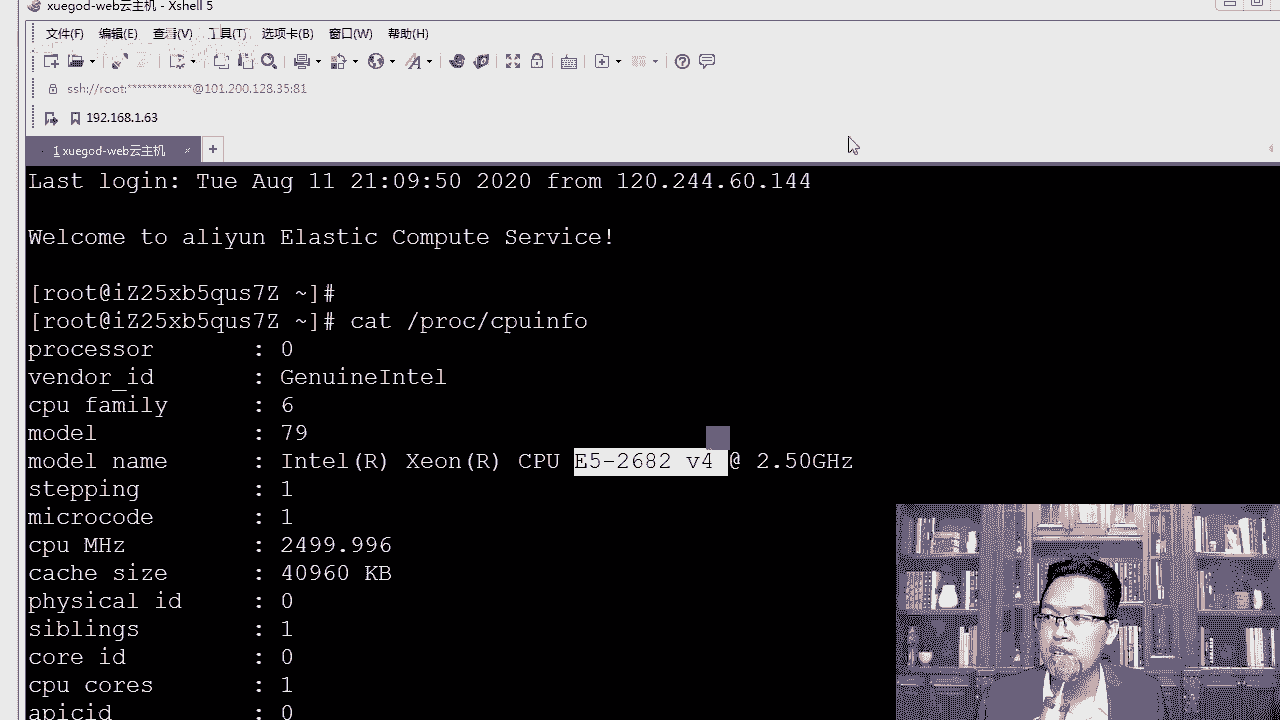 xuegod-web云主机 - Xshell 5
文件(F) 编辑(E) 查看(V) 工具(T) 选项卡(B) 窗口(W) 帮助(H)
ssh://root:*************@101.200.128.35:81
192.168.1.63
1 xuegod-web云主机 × +
Last login: Tue Aug 11 21:09:50 2020 from 120.244.60.144
Welcome to aliyun Elastic Compute Service!
[root@iZ25xb5qus7Z ~]#
[root@iZ25xb5qus7Z ~]# cat /proc/cpuinfo
processor : 0
vendor_id : GenuineIntel
cpu family : 6
model : 79
model name : Intel(R) Xeon(R) CPU E5-2682 v4 @ 2.50GHz
stepping : 1
microcode : 1
cpu MHz : 2499.996
cache size : 40960 KB
physical id : 0
siblings : 1
core id : 0
cpu cores : 1
apicid : 0